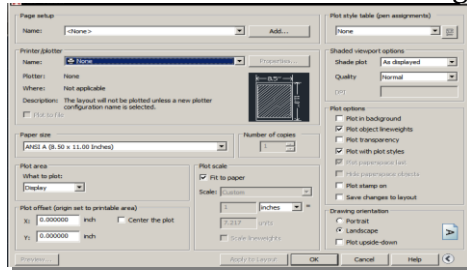 Page setup
Name: <None> Add...
Printer/plotter
Name: None Properties...
Plotter: None
Where: Not applicable
Description: The layout will not be plotted unless a new plotter
configuration name is selected.
Plot to file
8.5"
Paper size
ANSI A (8.50 x 11.00 Inches)
Number of copies
1
Plot area
What to plot:
Display
Plot offset (origin set to printable area)
X: 0.000000 inch Center the plot
Y: 0.000000 inch
Plot scale
Fit to paper
Scale: Custom
1 inches =
units
Scale lineweights
Plot style table (pen assignments)
None
Shaded viewport options
Shade plot As displayed
Quality Normal
DPI
Plot options
Plot in background
Plot object lineweights
Plot transparency
Plot with plot styles
Plot paperspace last
Hide paperspace objects
Plot stamp on
Save changes to layout
Drawing orientation
Portrait
Landscape
Plot upside-down
A
Preview... Apply to Layout OK Cancel Help